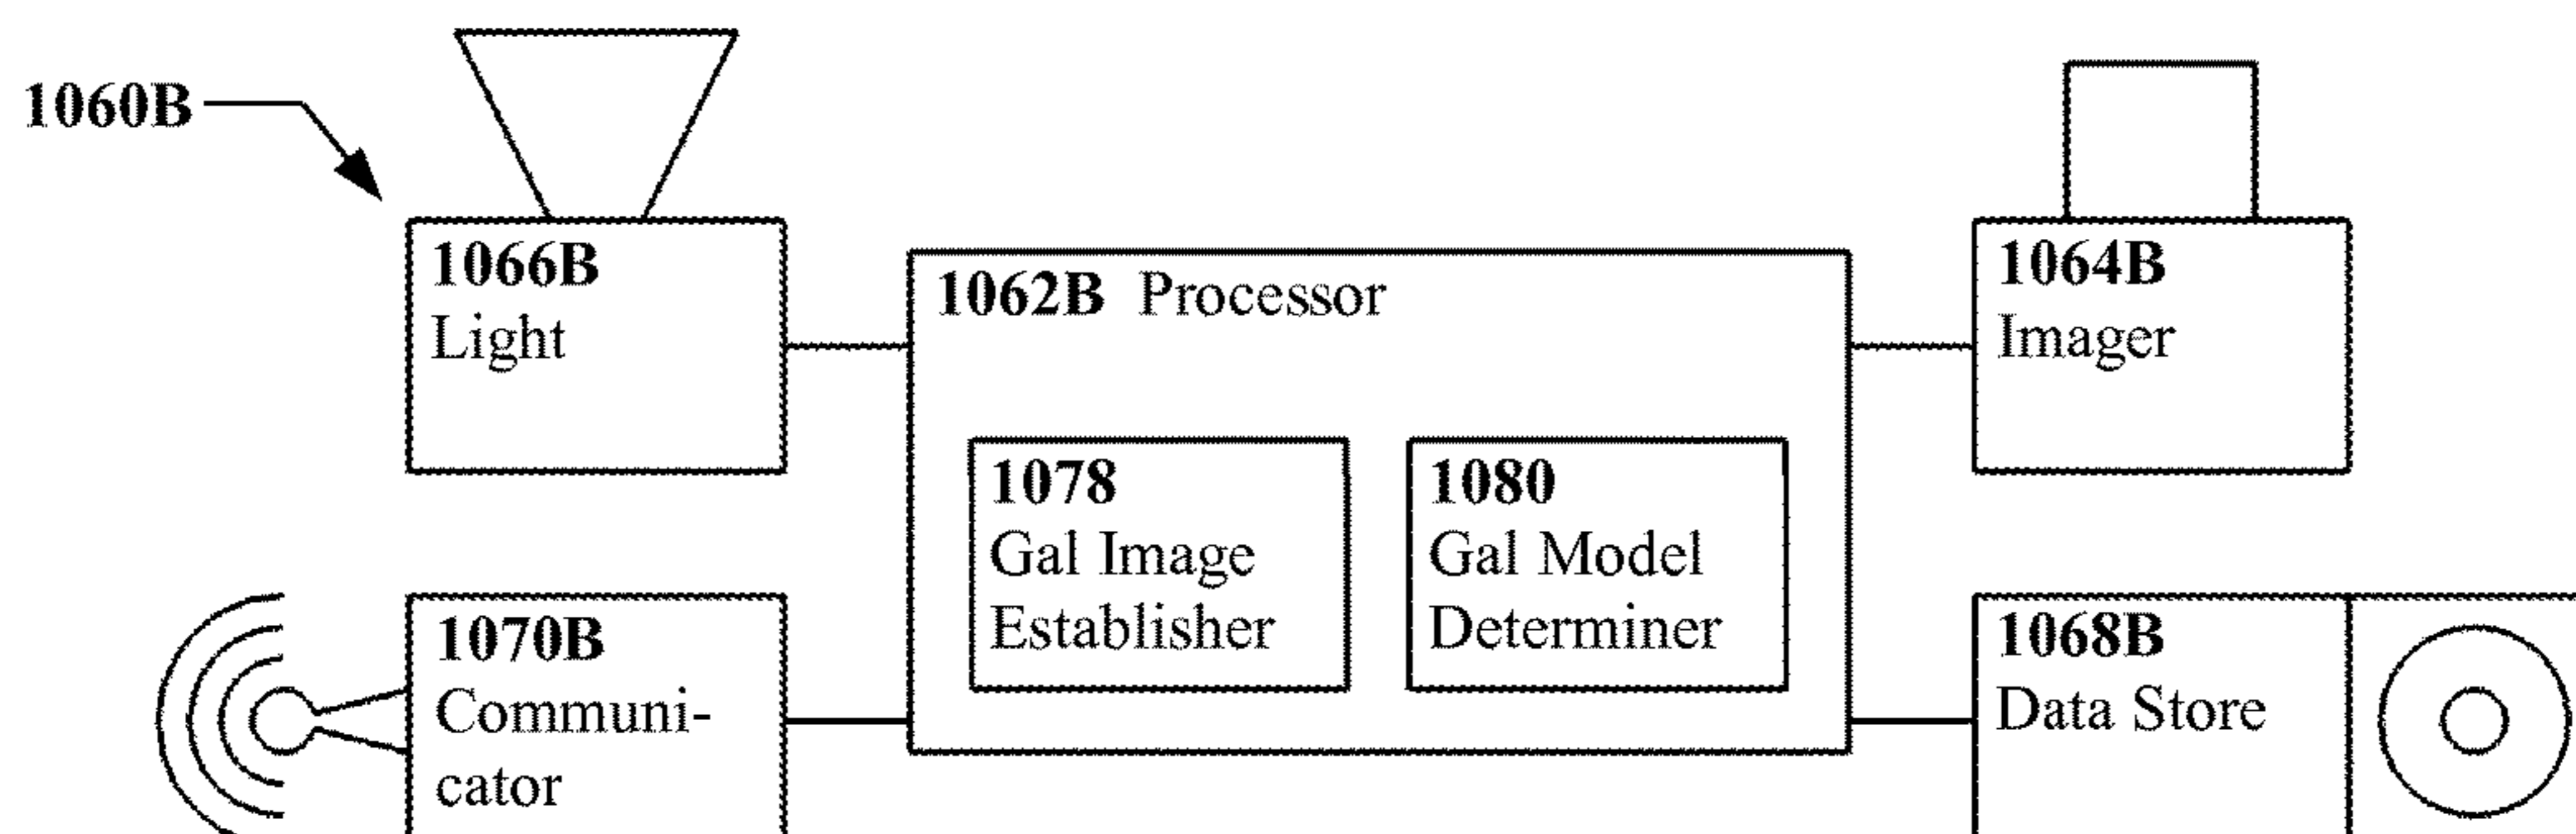 1060B
1066B
Light
1062B Processor
1064B
Imager
1078
Gal Image
Establisher
1080
Gal Model
Determiner
1070B
Communi-
cator
1068B
Data Store